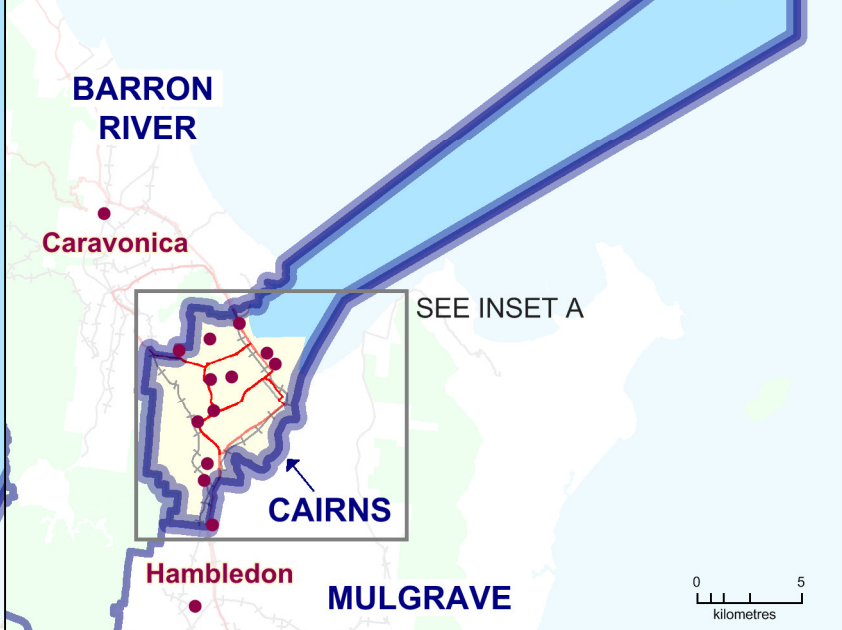 BARRON
RIVER
Caravonica
SEE INSET A
CAIRNS
Hambledon
MULGRAVE
0 5
kilometres